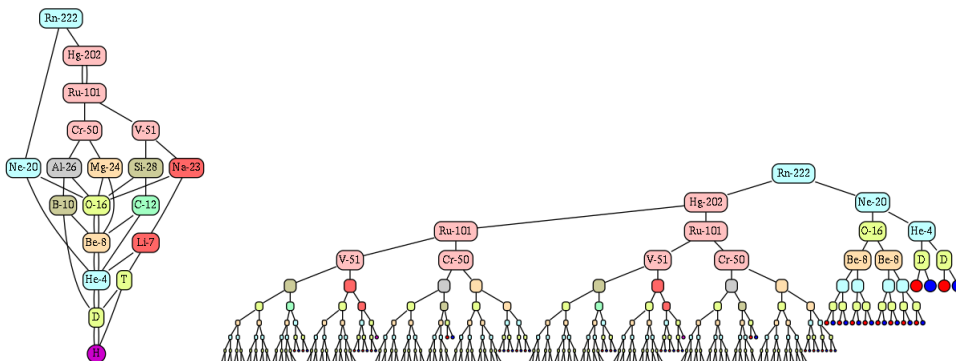 Rn-222
Hg-202
Ru-101
Cr-50 V-51
Ne-20 Al-26 Mg-24 Si-28 Na-23
B-10 O-16 C-12
Be-8 Li-7
He-4 T
D
H
Rn-222
Hg-202 Ne-20
Ru-101 Ru-101 O-16 He-4
V-51 Cr-50 V-51 Cr-50 Be-8 Be-8 D D